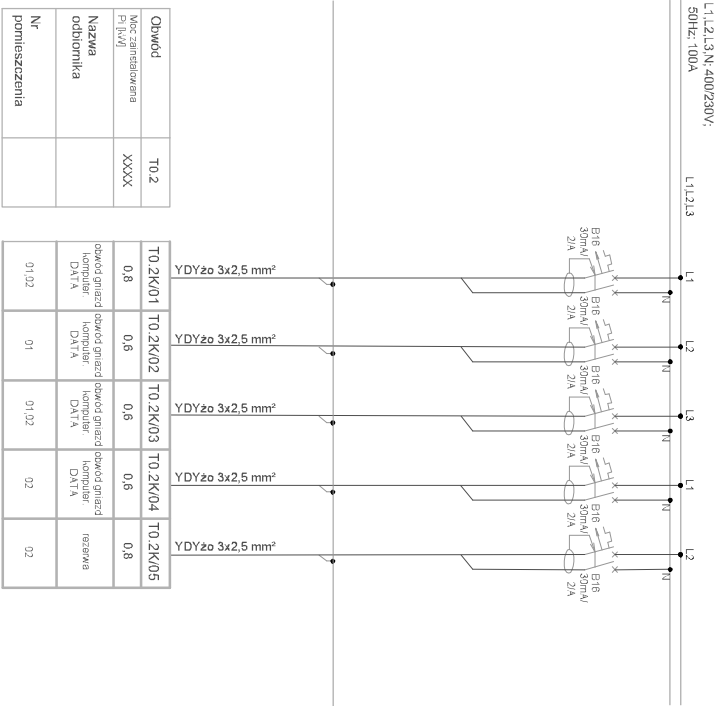 L1,L2,L3,N; 400/230V;
50Hz; 100A
L1,L2,L3
L1
N
L2
N
L3
N
L1
N
L2
N
B16
30mA/
2/A
B16
30mA/
2/A
B16
30mA/
2/A
B16
30mA/
2/A
B16
30mA/
2/A
YDYżo 3x2,5 mm²
YDYżo 3x2,5 mm²
YDYżo 3x2,5 mm²
YDYżo 3x2,5 mm²
YDYżo 3x2,5 mm²
Obwód
T0.2
T0.2K/01
T0.2K/02
T0.2K/03
T0.2K/04
T0.2K/05
Moc zainstalowana
Pi [kW]
XXXX
0,8
0,6
0,6
0,6
0,8
Nazwa
odbiornika
obwód gniazd
komputer.
DATA
obwód gniazd
komputer.
DATA
obwód gniazd
komputer.
DATA
obwód gniazd
komputer.
DATA
rezerwa
Nr
pomieszczenia
01,02
01
01,02
02
02